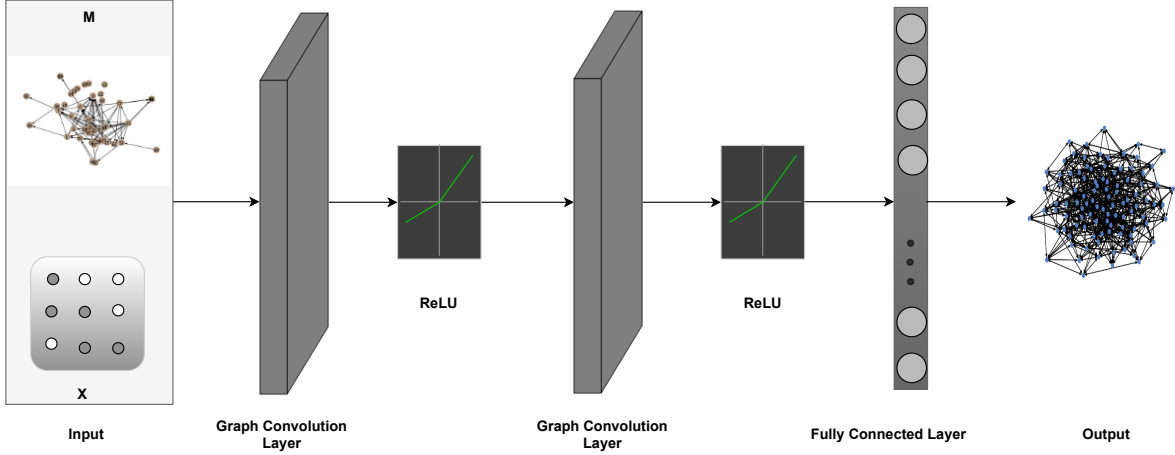 M
X
ReLU
ReLU
Input
Graph Convolution
Layer
Graph Convolution
Layer
Fully Connected Layer
Output